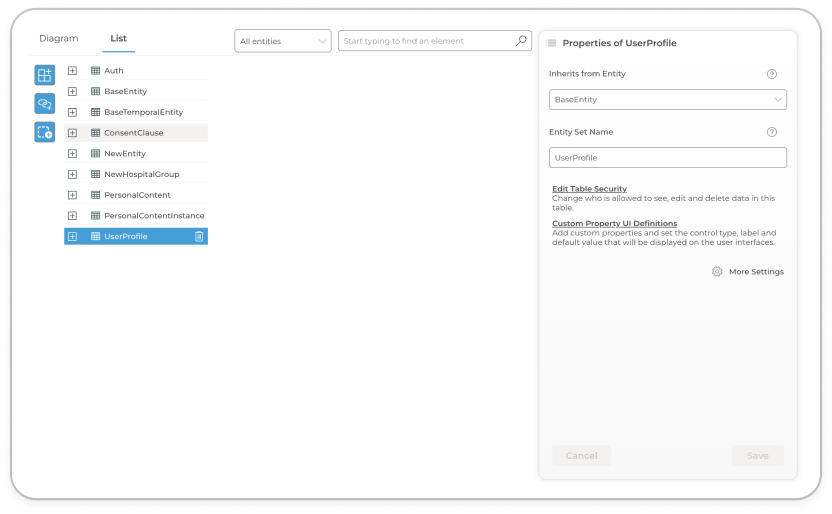 Diagram
List
All entities
Start typing to find an element
Auth
BaseEntity
BaseTemporalEntity
ConsentClause
NewEntity
NewHospitalGroup
PersonalContent
PersonalContentInstance
UserProfile
Properties of UserProfile
Inherits from Entity
?
BaseEntity
Entity Set Name
?
UserProfile
Edit Table Security
Change who is allowed to see, edit and delete data in this
table.
Custom Property UI Definitions
Add custom properties and set the control type, label and
default value that will be displayed on the user interfaces.
More Settings
Cancel
Save